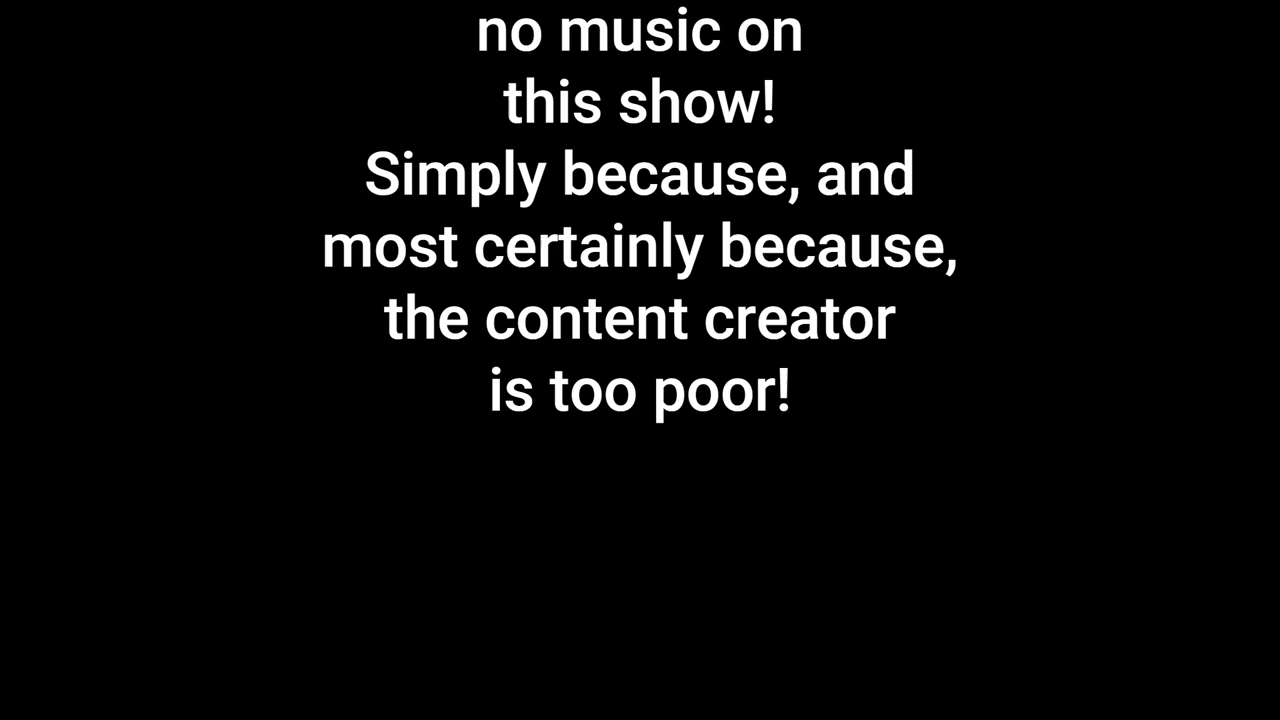 no music on
this show!
Simply because, and
most certainly because,
the content creator
is too poor!